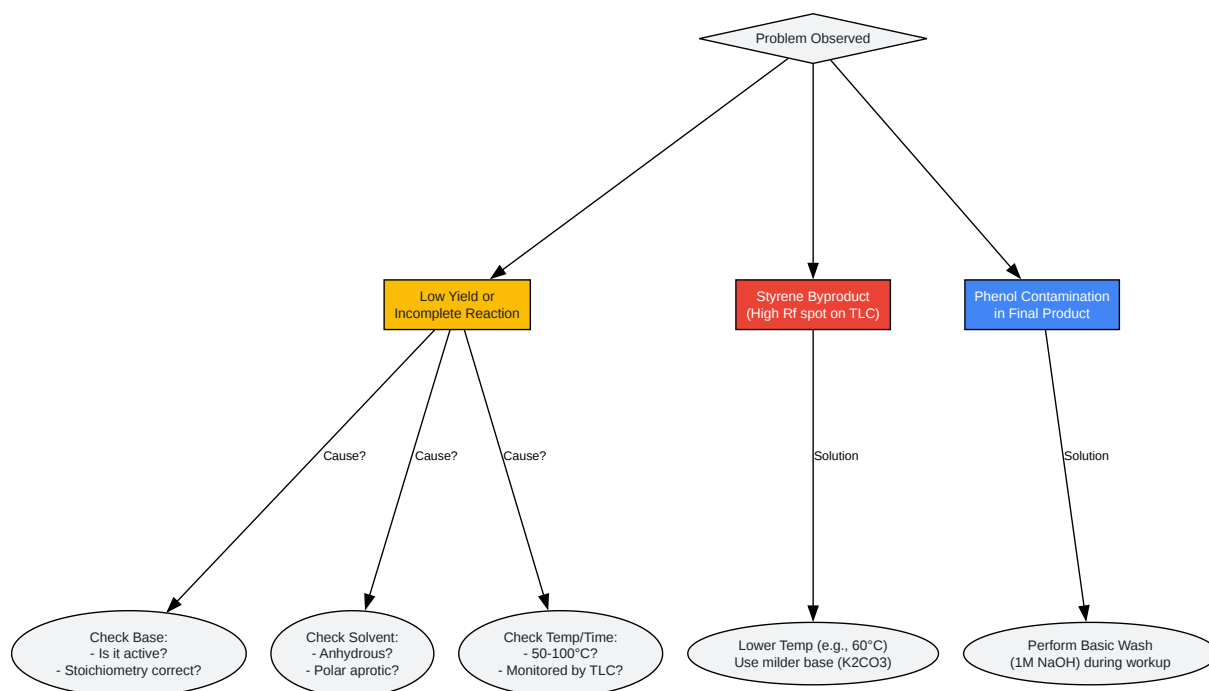 Problem Observed
Low Yield or
Incomplete Reaction
Styrene Byproduct
(High Rf spot on TLC)
Phenol Contamination
in Final Product
Cause?
Cause?
Cause?
Solution
Solution
Check Base:
- Is it active?
- Stoichiometry correct?
Check Solvent:
- Anhydrous?
- Polar aprotic?
Check Temp/Time:
- 50-100°C?
- Monitored by TLC?
Lower Temp (e.g., 60°C)
Use milder base (K2CO3)
Perform Basic Wash
(1M NaOH) during workup